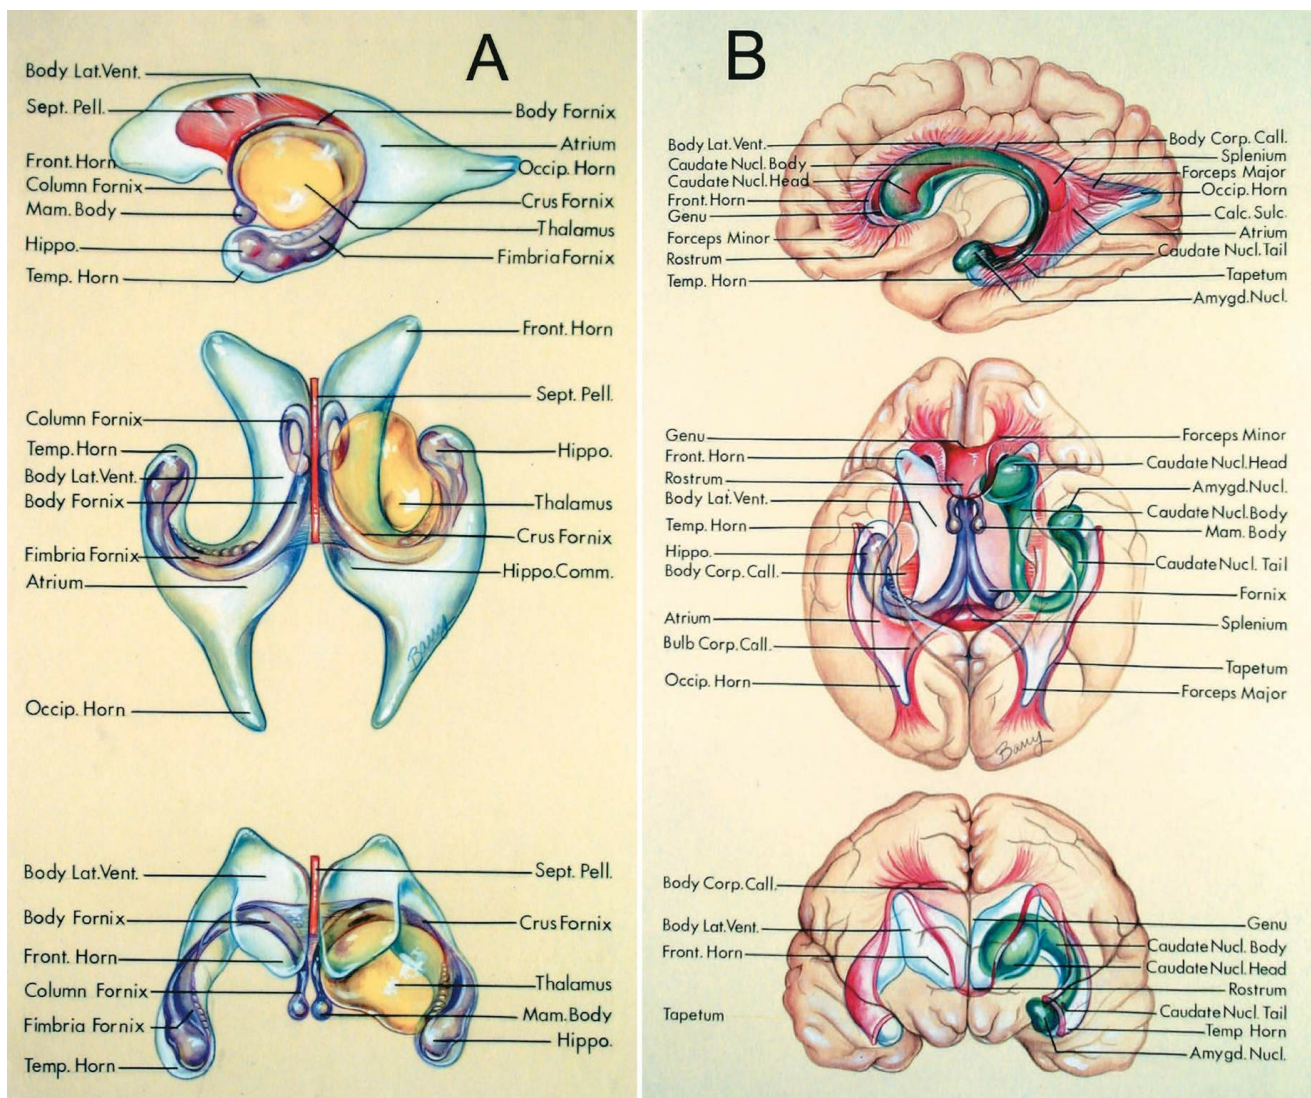 A
Body Lat.Vent.
Sept. Pell.
Front. Horn
Column Fornix
Mam. Body
Hippo.
Temp. Horn
Body Fornix
Atrium
Occip. Horn
Crus Fornix
Thalamus
Fimbria Fornix
Front. Horn
Sept. Pell.
Column Fornix
Temp. Horn
Body Lat.Vent.
Body Fornix
Fimbria Fornix
Atrium
Occip. Horn
Hippo.
Thalamus
Crus Fornix
Hippo.Comm.
Barry
Body Lat.Vent.
Body Fornix
Front. Horn
Column Fornix
Fimbria Fornix
Temp. Horn
Sept. Pell.
Crus Fornix
Thalamus
Mam.Body
Hippo.
B
Body Lat.Vent.
Caudate Nucl.Body
Caudate Nucl.Head
Front. Horn
Genu
Forceps Minor
Rostrum
Temp. Horn
Body Corp. Call.
Splenium
Forceps Major
Occip. Horn
Calc. Sulc.
Atrium
Caudate Nucl.Tail
Tapetum
Amygd.Nucl.
Genu
Front. Horn
Rostrum
Body Lat.Vent.
Temp. Horn
Hippo.
Body Corp. Call.
Atrium
Bulb Corp.Call.
Occip. Horn
Forceps Minor
Caudate Nucl.Head
Amygd.Nucl.
Caudate Nucl.Body
Mam. Body
Caudate Nucl. Tail
Fornix
Splenium
Tapetum
Forceps Major
Barry
Body Corp. Call.
Body Lat.Vent.
Front. Horn
Tapetum
Genu
Caudate Nucl. Body
Caudate Nucl. Head
Rostrum
Caudate Nucl. Tail
Temp Horn
Amygd. Nucl.